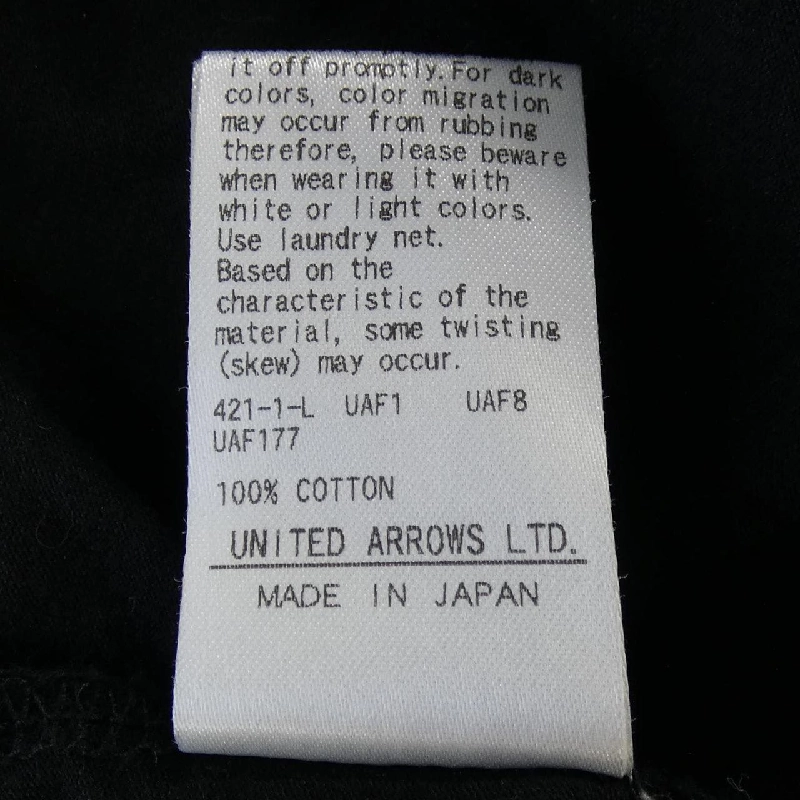 it off promptly. For dark
colors, color migration
may occur from rubbing
therefore, please beware
when wearing it with
white or light colors.
Use laundry net.
Based on the
characteristic of the
material, some twisting
(skew) may occur.
421-1-L UAF1 UAF8
UAF177
100% COTTON
UNITED ARROWS LTD.
MADE IN JAPAN